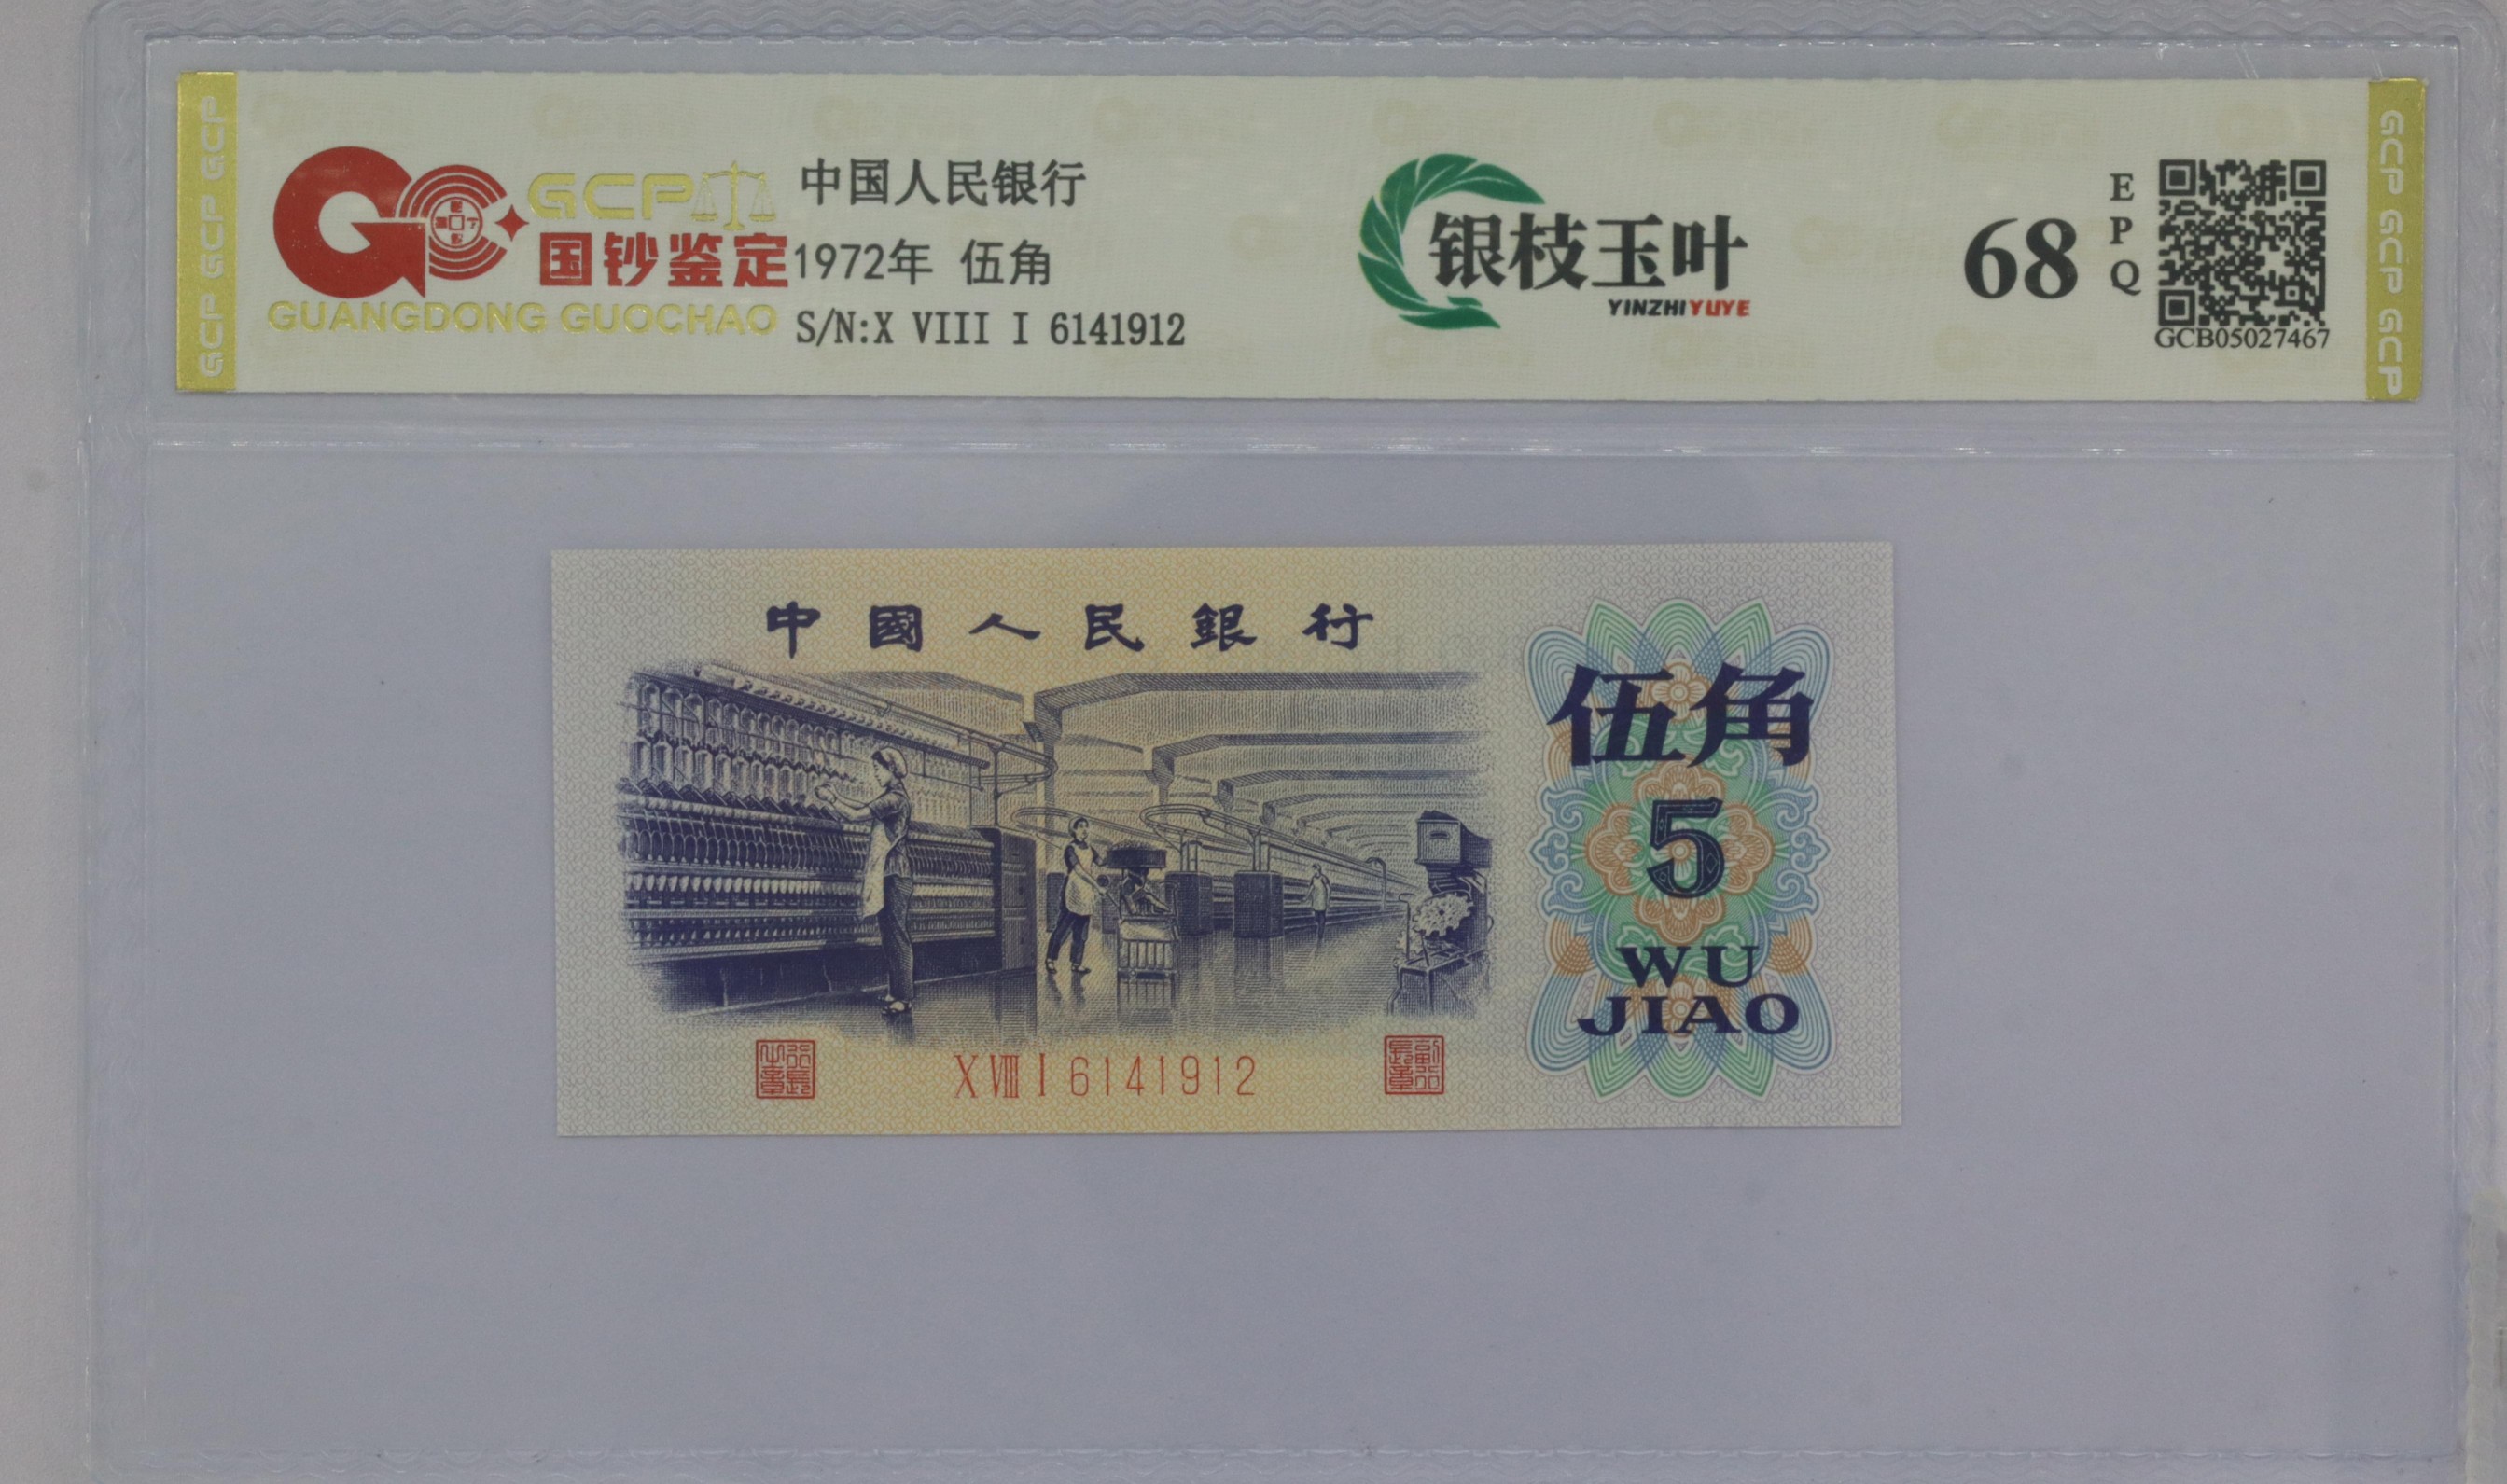 GCP GCP GCP
GCP
国钞鉴定
GUANGDONG GUOCHAO
中国人民银行
1972年 伍角
S/N:X VIII I 6141912
银枝玉叶
YINZHIYUYE
68
E
P
Q
GCB05027467
GCP GCP GCP
中國人民銀行
伍角
5
WU
JIAO
X VIII I 6141912